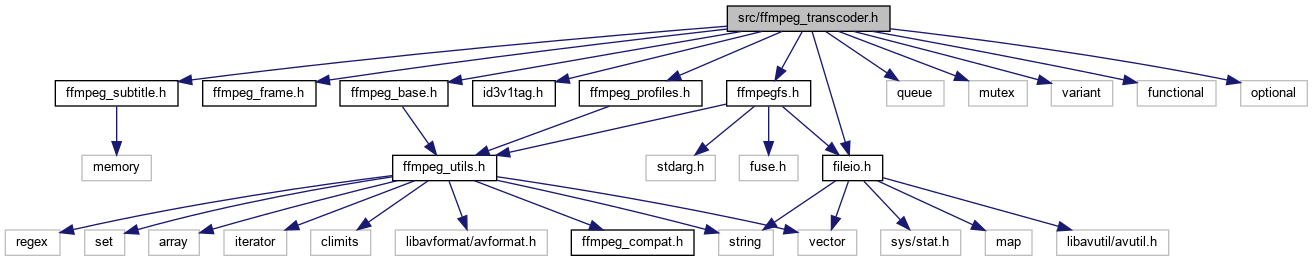 src/ffmpeg_transcoder.h
ffmpeg_subtitle.h
ffmpeg_frame.h
ffmpeg_base.h
id3v1tag.h
ffmpeg_profiles.h
ffmpegfs.h
queue
mutex
variant
functional
optional
memory
ffmpeg_utils.h
stdarg.h
fuse.h
fileio.h
regex
set
array
iterator
climits
libavformat/avformat.h
ffmpeg_compat.h
string
vector
sys/stat.h
map
libavutil/avutil.h